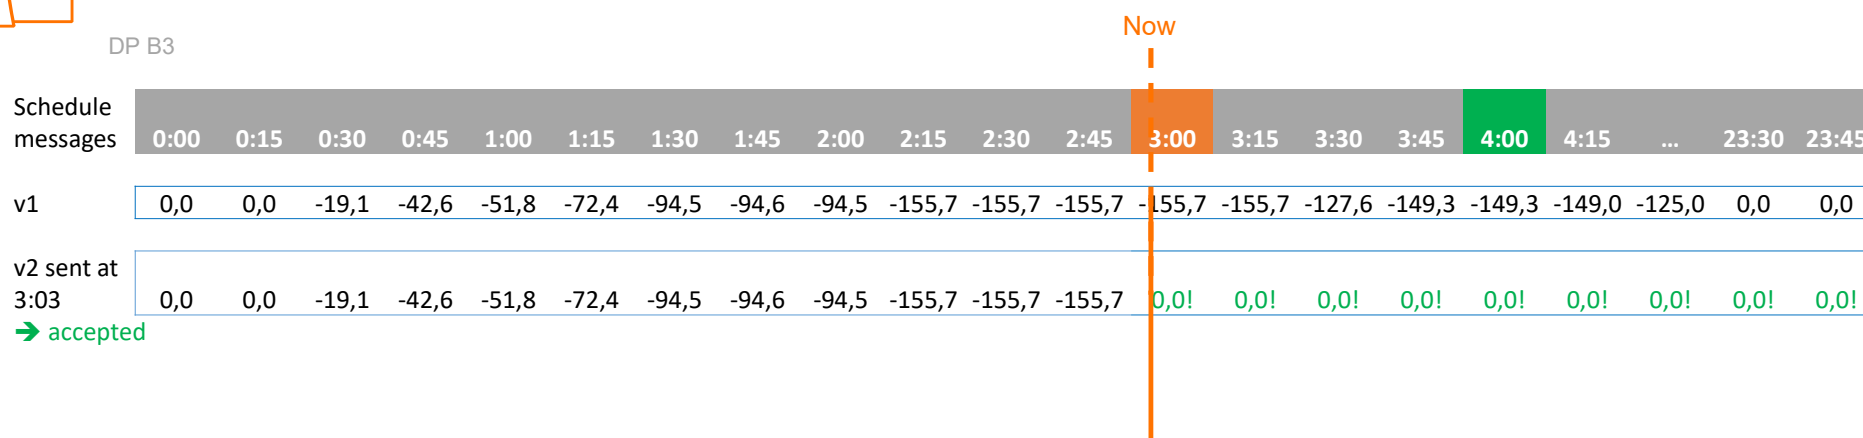 Now
DP B3
Schedule
messages 0:00 0:15 0:30 0:45 1:00 1:15 1:30 1:45 2:00 2:15 2:30 2:45 3:00 3:15 3:30 3:45 4:00 4:15 ... 23:30 23:45
v1 0,0 0,0 -19,1 -42,6 -51,8 -72,4 -94,5 -94,6 -94,5 -155,7 -155,7 -155,7 -155,7 -155,7 -127,6 -149,3 -149,3 -149,0 -125,0 0,0 0,0
v2 sent at
3:03 0,0 0,0 -19,1 -42,6 -51,8 -72,4 -94,5 -94,6 -94,5 -155,7 -155,7 -155,7 0,0! 0,0! 0,0! 0,0! 0,0! 0,0! 0,0! 0,0! 0,0!
➔ accepted